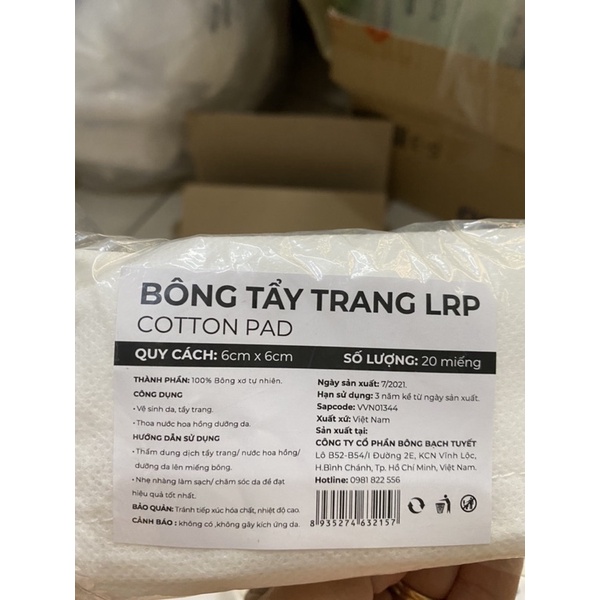 BÔNG TẨY TRANG LRP
COTTON PAD
QUY CÁCH: 6cm x 6cm
SỐ LƯỢNG: 20 miếng
THÀNH PHẦN: 100% Bông xơ tự nhiên.
CÔNG DỤNG
• Vệ sinh da, tẩy trang.
• Thoa nước hoa hồng dưỡng da.
HƯỚNG DẪN SỬ DỤNG
• Thấm dung dịch tẩy trang/ nước hoa hồng/
dưỡng da lên miếng bông.
• Nhẹ nhàng làm sạch/ chăm sóc da để đạt
hiệu quả tốt nhất.
BẢO QUẢN: Tránh tiếp xúc hóa chất, nhiệt độ cao.
CẢNH BÁO : không có ,không gây kích ứng da.
Ngày sản xuất: 7/2021.
Hạn sử dụng: 3 năm kể từ ngày sản xuất.
Sapcode: VVN01344
Xuất xứ: Việt Nam
Sản xuất tại:
CÔNG TY CỔ PHẦN BÔNG BẠCH TUYẾT
Lô B52-B54/I Đường 2E, KCN Vĩnh Lộc,
H.Bình Chánh, Tp. Hồ Chí Minh, Việt Nam.
Hotline: 0981 822 556
8 935274 632157